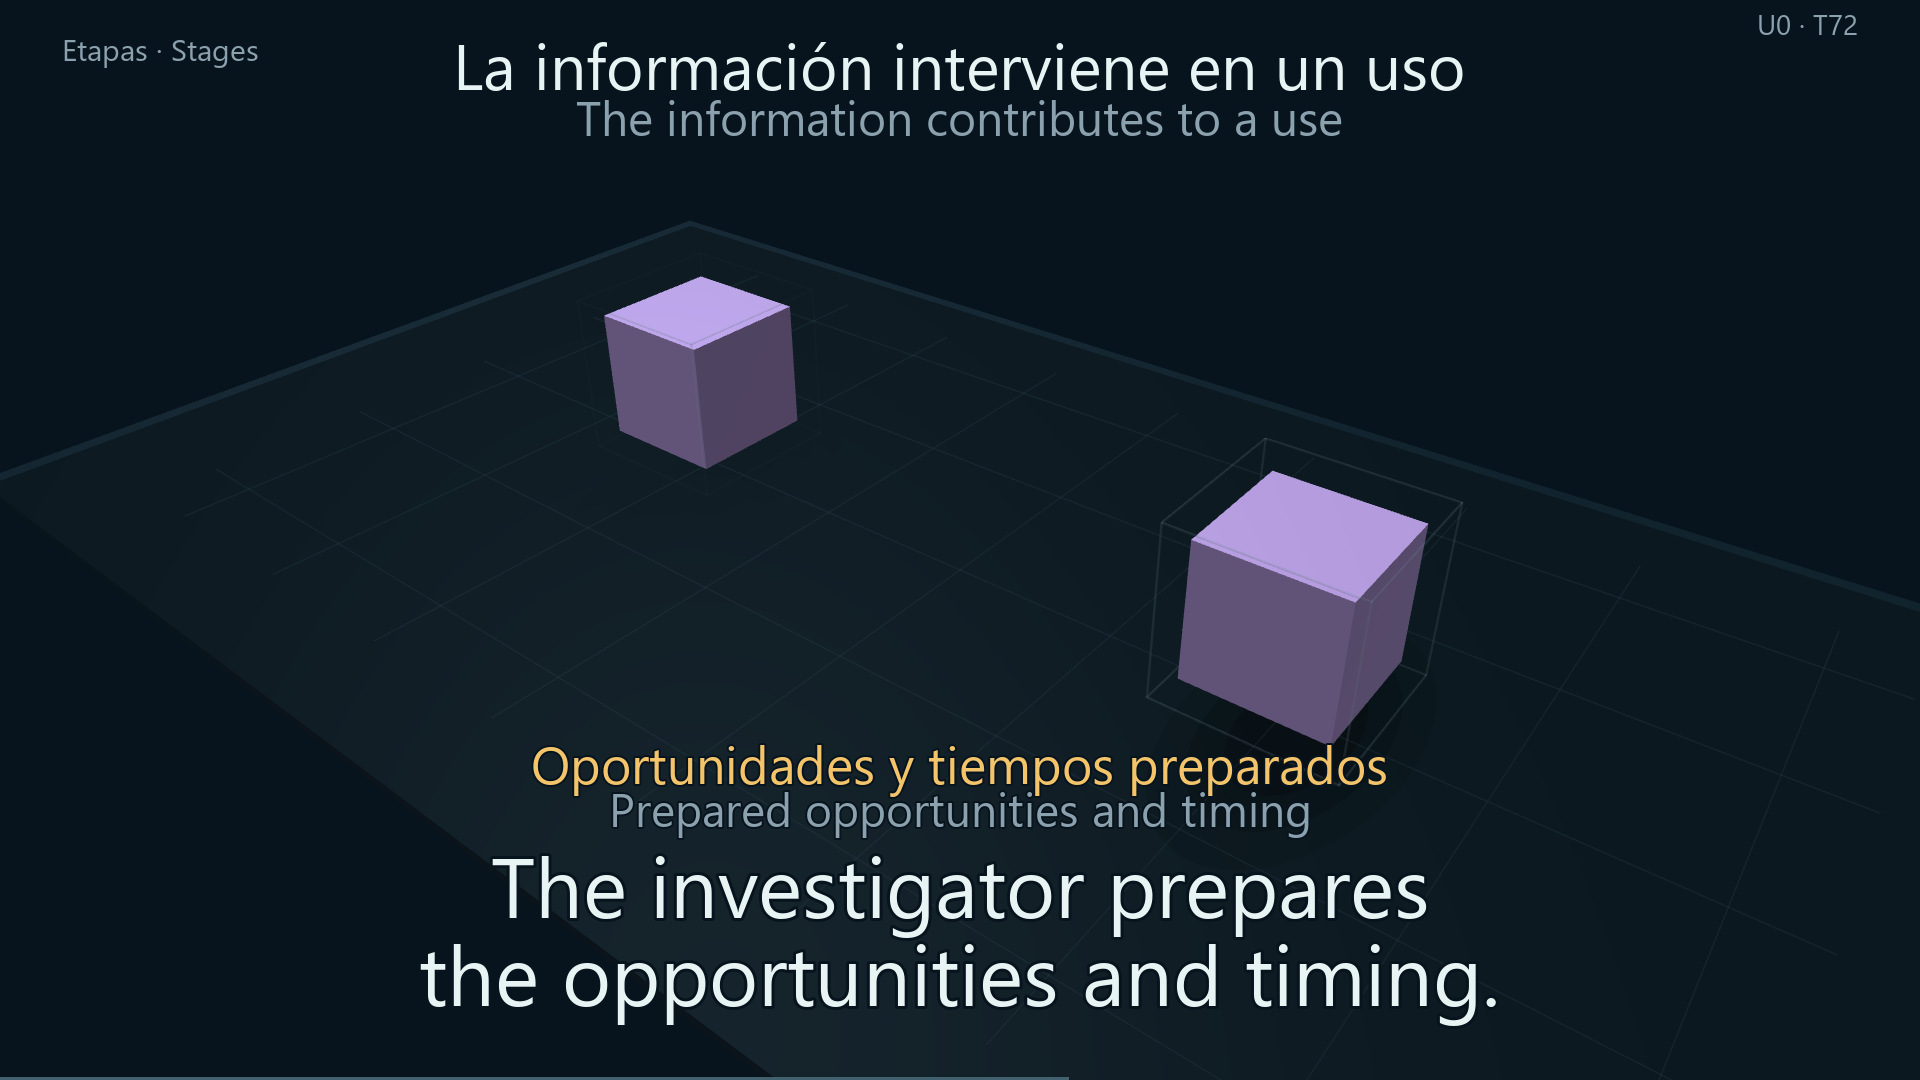 Etapas · Stages
U0 · T72
La información interviene en un uso
The information contributes to a use
Oportunidades y tiempos preparados
Prepared opportunities and timing
The investigator prepares
the opportunities and timing.